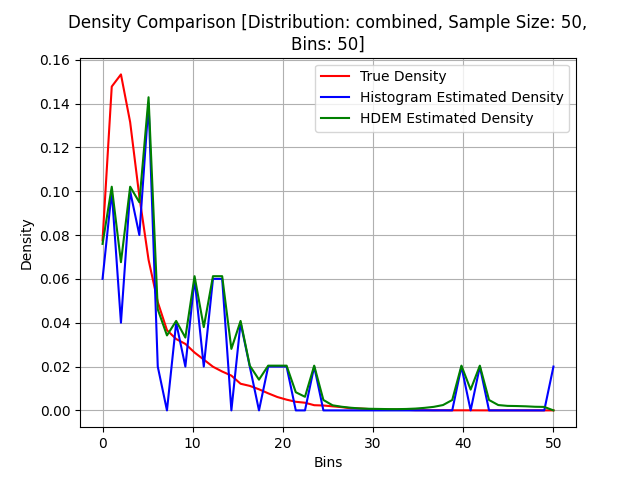 Density Comparison [Distribution: combined, Sample Size: 50,
Bins: 50]
True Density
Histogram Estimated Density
HDEM Estimated Density
Density
0.16
0.14
0.12
0.10
0.08
0.06
0.04
0.02
0.00
0 10 20 30 40 50
Bins